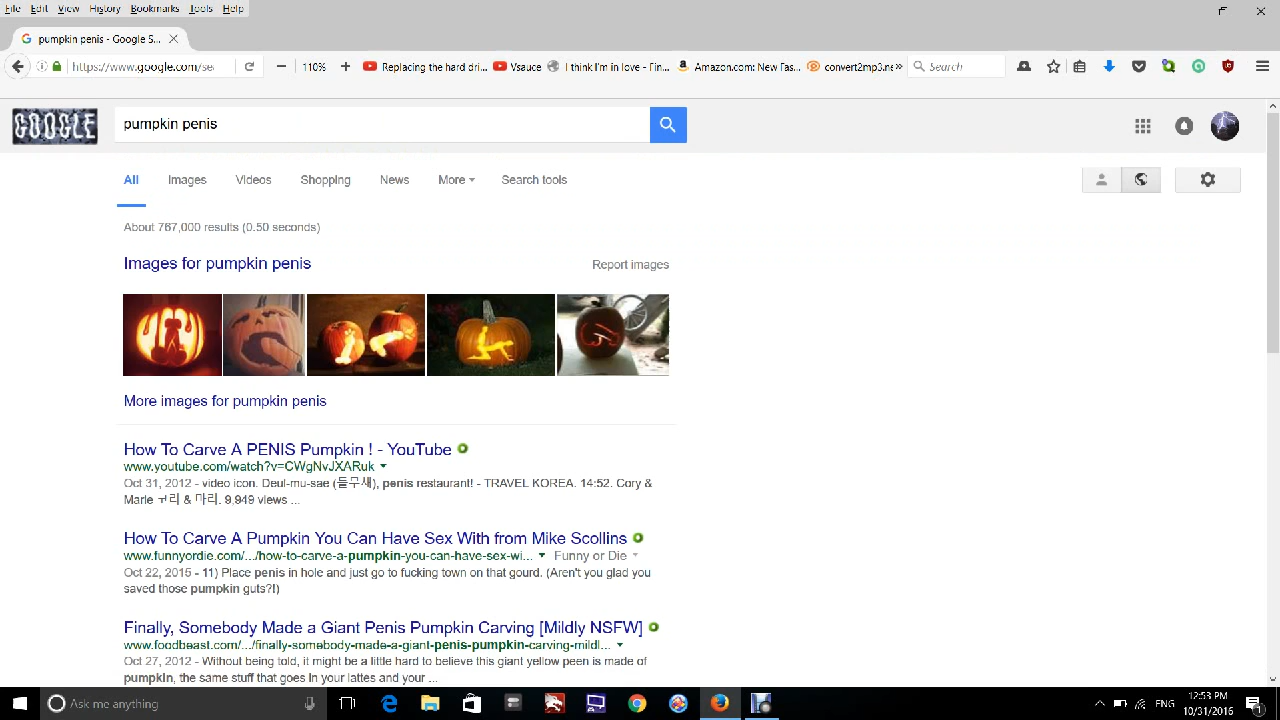 File Edit View History Bookmarks Tools Help
pumpkin penis - Google S...
https://www.google.com/se
110%
Replacing the hard dri...
Vsauce
I think I'm in love - Fin...
Amazon.com: New Fas...
convert2mp3.ne
Search
GOOGLE
pumpkin penis
All Images Videos Shopping News More Search tools
About 767,000 results (0.50 seconds)
Images for pumpkin penis
Report images
More images for pumpkin penis
How To Carve A PENIS Pumpkin ! - YouTube
www.youtube.com/watch?v=CWgNvJXARuk
Oct 31, 2012 - video icon. Deul-mu-sae (들무새), penis restaurant! - TRAVEL KOREA. 14:52. Cory &
Marie 코리 & 마리. 9,949 views ...
How To Carve A Pumpkin You Can Have Sex With from Mike Scollins
www.funnyordie.com/.../how-to-carve-a-pumpkin-you-can-have-sex-wi... Funny or Die
Oct 22, 2015 - 11) Place penis in hole and just go to fucking town on that gourd. (Aren't you glad you
saved those pumpkin guts?!)
Finally, Somebody Made a Giant Penis Pumpkin Carving [Mildly NSFW]
www.foodbeast.com/.../finally-somebody-made-a-giant-penis-pumpkin-carving-mildl...
Oct 27, 2012 - Without being told, it might be a little hard to believe this giant yellow peen is made of
pumpkin, the same stuff that goes in your lattes and your ...
Ask me anything
ENG
12:53 PM
10/31/2016